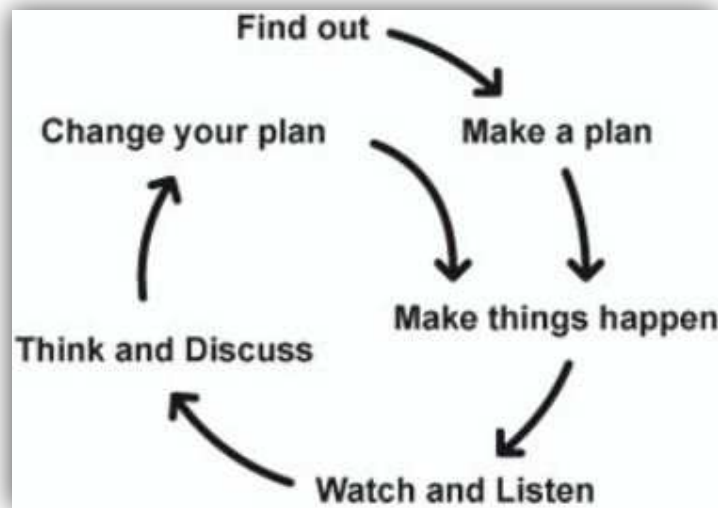 Find out
Make a plan
Change your plan
Make things happen
Think and Discuss
Watch and Listen